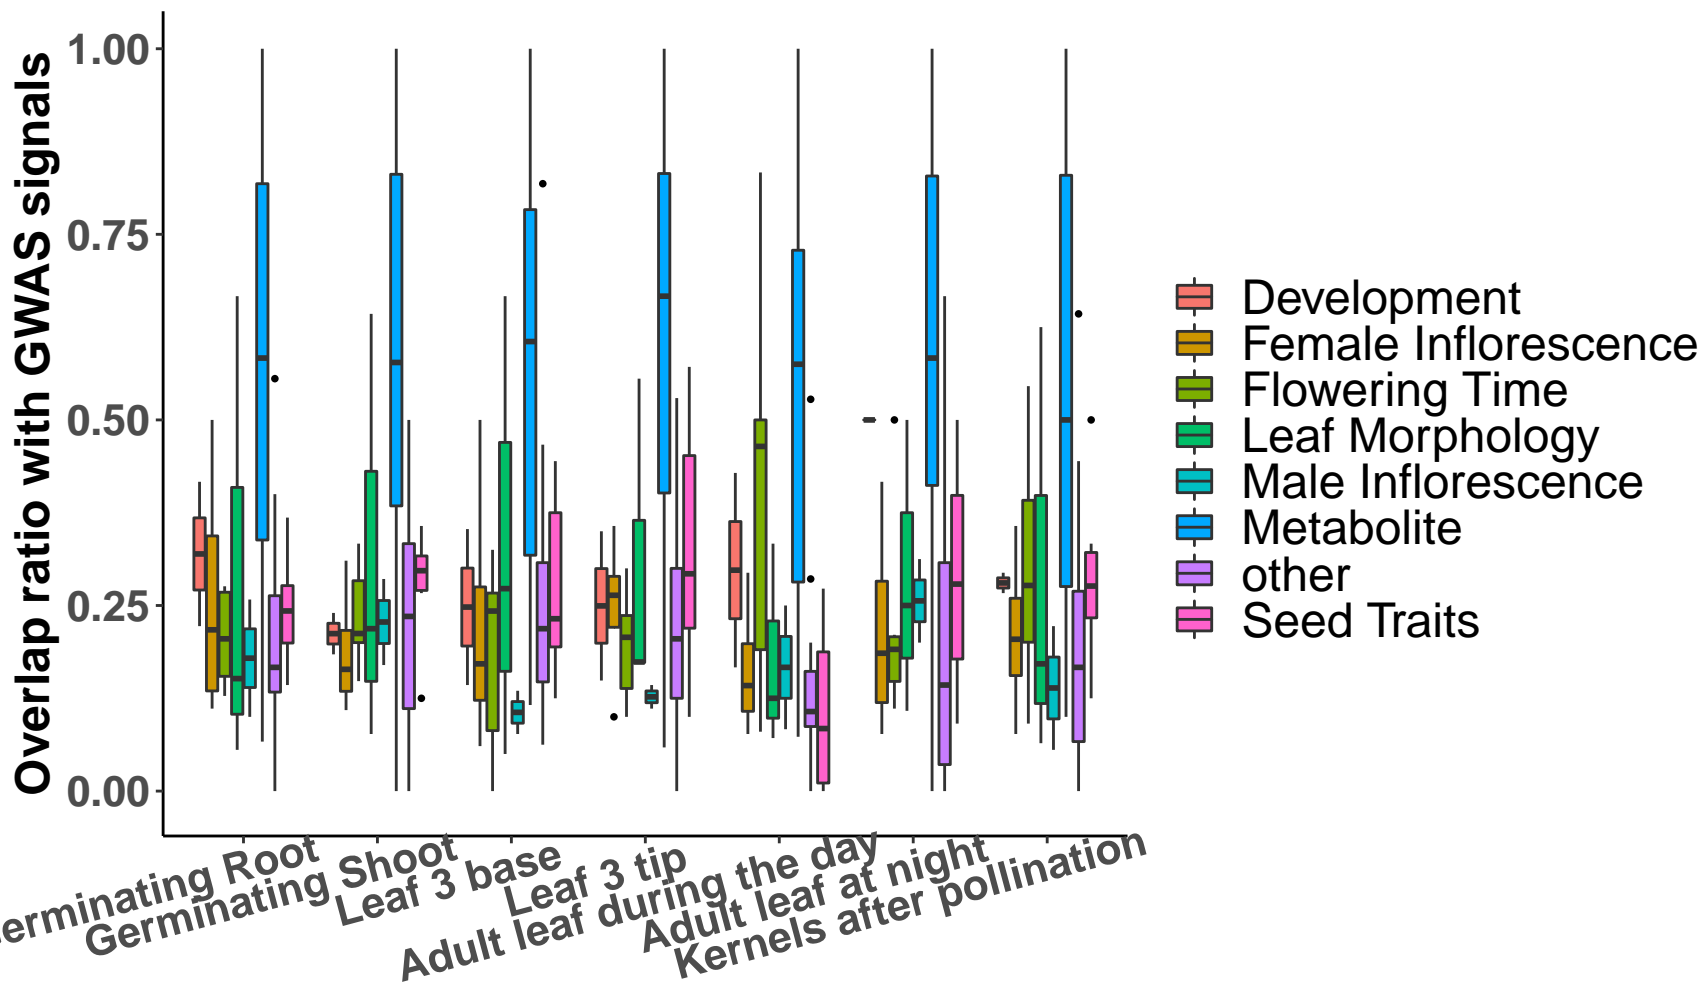 Overlap ratio with GWAS signals
1.00
0.75
0.50
0.25
0.00
erminating Root
Germinating Shoot
Leaf 3 base
Leaf 3 tip
Adult leaf during the day
Adult leaf at night
Kernels after pollination
Development
Female Inflorescence
Flowering Time
Leaf Morphology
Male Inflorescence
Metabolite
other
Seed Traits